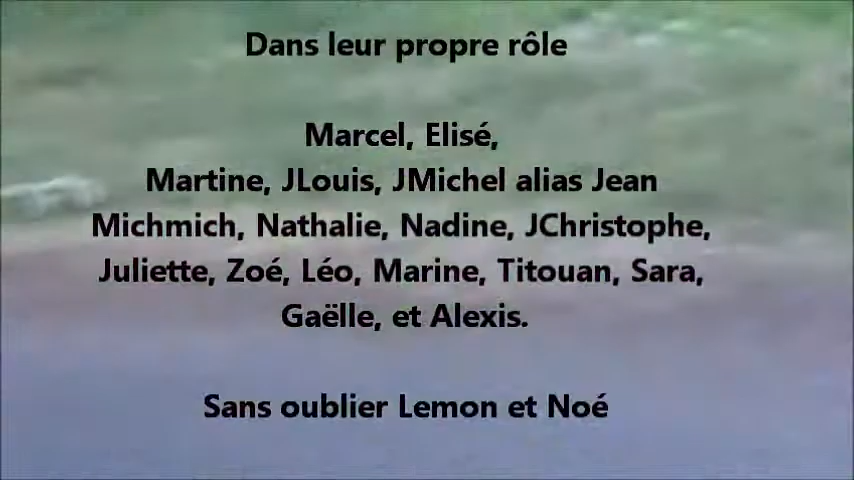 Dans leur propre rôle
Marcel, Elisé,
Martine, JLouis, JMichel alias Jean
Michmich, Nathalie, Nadine, JChristophe,
Juliette, Zoé, Léo, Marine, Titouan, Sara,
Gaëlle, et Alexis.
Sans oublier Lemon et Noé